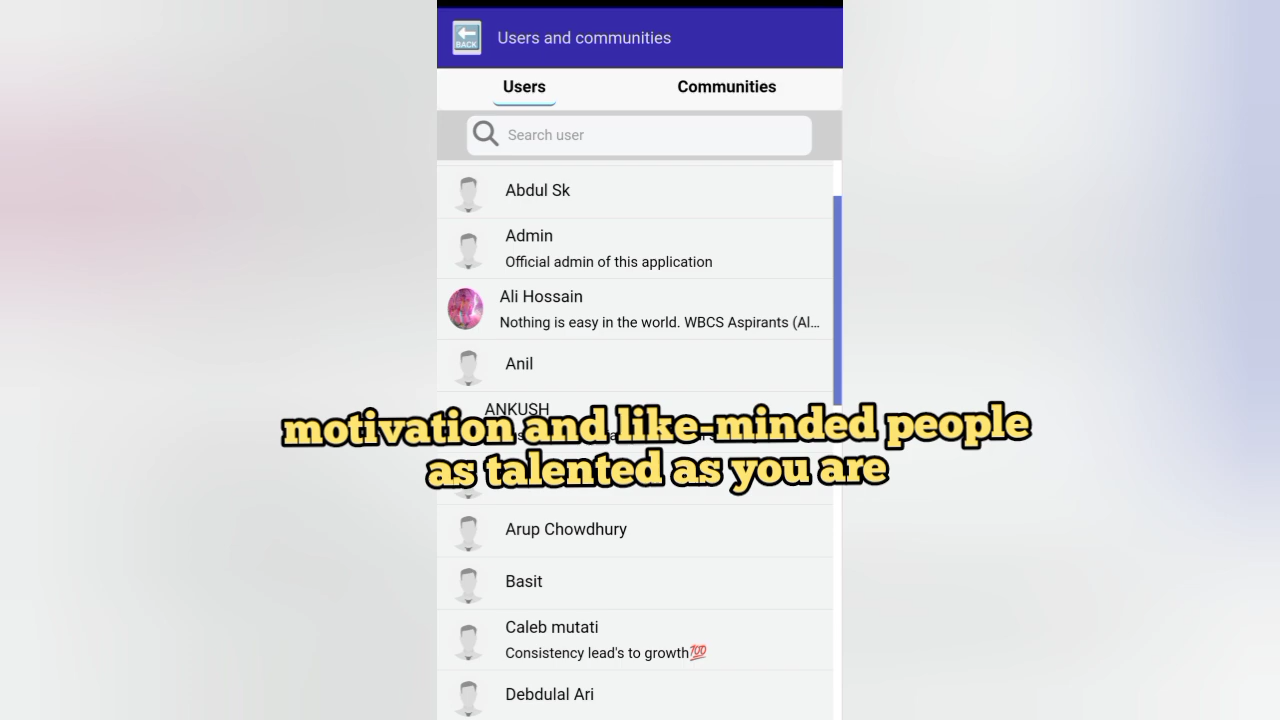 BACK
Users and communities
Users
Communities
Search user
Abdul Sk
Admin
Official admin of this application
Ali Hossain
Nothing is easy in the world. WBCS Aspirants (Al...
Anil
ANKUSH
motivation and like-minded people
as talented as you are
Arup Chowdhury
Basit
Caleb mutati
Consistency lead's to growth💯
Debdulal Ari